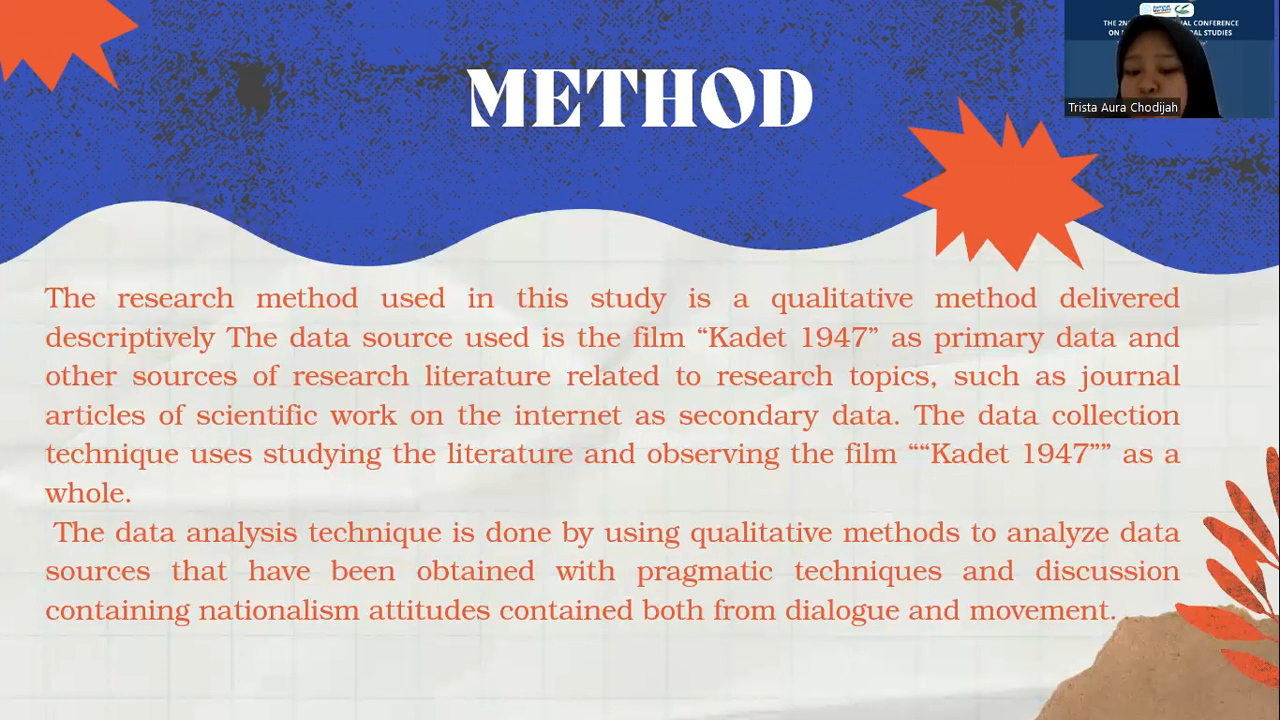 METHOD
THE 2N AL CONFERENCE
ON RAL STUDIES
Trista Aura Chodijah
The research method used in this study is a qualitative method delivered
descriptively The data source used is the film “Kadet 1947” as primary data and
other sources of research literature related to research topics, such as journal
articles of scientific work on the internet as secondary data. The data collection
technique uses studying the literature and observing the film ““Kadet 1947”” as a
whole.
The data analysis technique is done by using qualitative methods to analyze data
sources that have been obtained with pragmatic techniques and discussion
containing nationalism attitudes contained both from dialogue and movement.